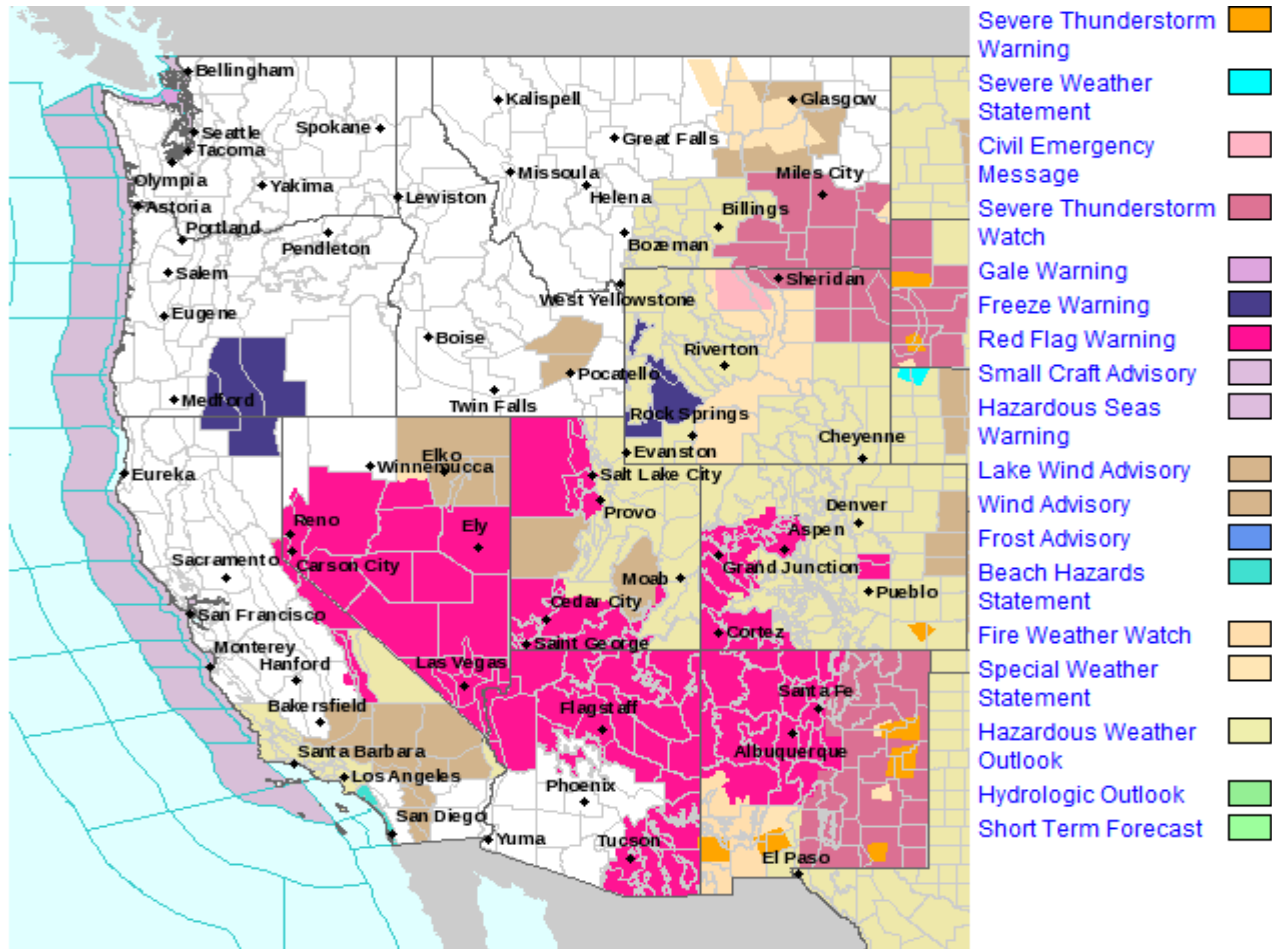 Bellingham
Seattle
Tacoma
Olympia
Spokane
Yakima
Astoria
Portland
Pendleton
Lewiston
Salem
Eugene
Medford
Kalispell
Great Falls
Missoula
Helena
Glasgow
Miles City
Billings
Bozeman
West Yellowstone
Sheridan
Boise
Pocatello
Twin Falls
Riverton
Rock Springs
Evanston
Cheyenne
Eureka
Winnemucca
Elko
Salt Lake City
Provo
Reno
Ely
Carson City
Sacramento
San Francisco
Monterey
Hanford
Denver
Aspen
Grand Junction
Pueblo
Moab
Cedar City
Saint George
Cortez
Las Vegas
Bakersfield
Santa Barbara
Los Angeles
San Diego
Flagstaff
Phoenix
Yuma
Tucson
Santa Fe
Albuquerque
El Paso
Severe Thunderstorm
Warning
Severe Weather
Statement
Civil Emergency
Message
Severe Thunderstorm
Watch
Gale Warning
Freeze Warning
Red Flag Warning
Small Craft Advisory
Hazardous Seas
Warning
Lake Wind Advisory
Wind Advisory
Frost Advisory
Beach Hazards
Statement
Fire Weather Watch
Special Weather
Statement
Hazardous Weather
Outlook
Hydrologic Outlook
Short Term Forecast